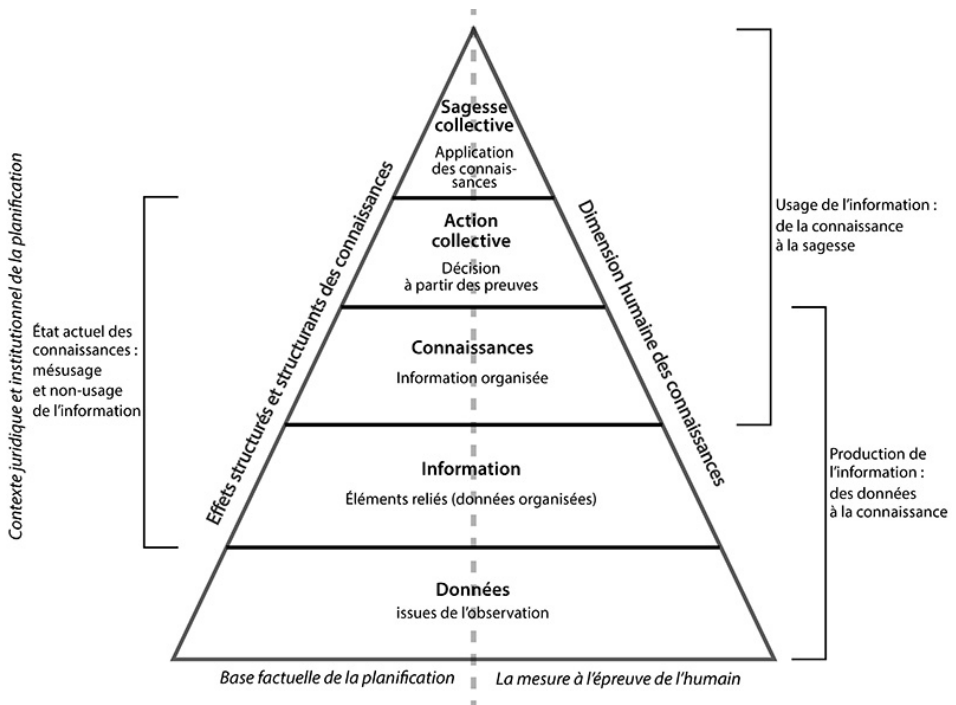 Sagesse
collective
Application
des connais-
sances
Action
collective
Décision
à partir des preuves
Connaissances
Information organisée
Information
Éléments reliés (données organisées)
Données
issues de l'observation
Effets structurés et structurants des connaissances
Dimension humaine des connaissances
Contexte juridique et institutionnel de la planification
État actuel des
connaissances :
mésusage
et non-usage
de l'information
Usage de l'information :
de la connaissance
à la sagesse
Production de
l'information :
des données
à la connaissance
Base factuelle de la planification
La mesure à l'épreuve de l'humain